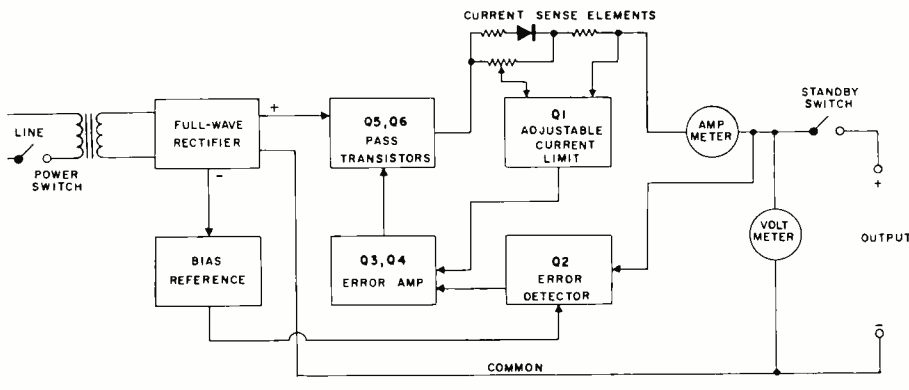 CURRENT SENSE ELEMENTS
LINE
POWER
SWITCH
FULL-WAVE
RECTIFIER
+
-
Q5,Q6
PASS
TRANSISTORS
Q1
ADJUSTABLE
CURRENT
LIMIT
AMP
METER
STANDBY
SWITCH
+
VOLT
METER
OUTPUT
BIAS
REFERENCE
Q3,Q4
ERROR AMP
Q2
ERROR
DETECTOR
-
COMMON